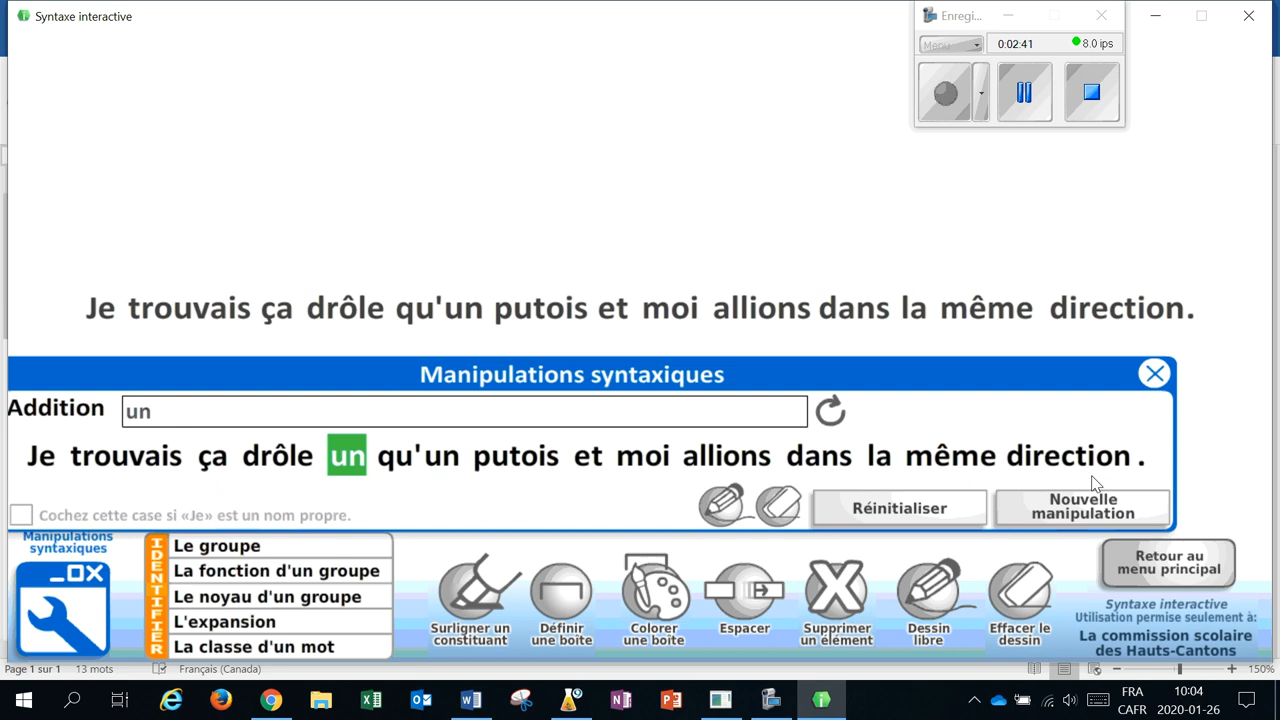 Syntaxe interactive
Enregi...
Menu
0:02:41
8.0 ips
Je trouvais ça drôle qu'un putois et moi allions dans la même direction.
Manipulations syntaxiques
Addition
un
Je trouvais ça drôle un qu'un putois et moi allions dans la même direction .
Cochez cette case si «Je» est un nom propre.
Réinitialiser
Nouvelle
manipulation
Manipulations
syntaxiques
IDENTIFIER
Le groupe
La fonction d'un groupe
Le noyau d'un groupe
L'expansion
La classe d'un mot
Surligner un
constituant
Définir
une boîte
Colorer
une boîte
Espacer
Supprimer
un élément
Dessin
libre
Effacer le
dessin
Retour au
menu principal
Syntaxe interactive
Utilisation permise seulement à:
La commission scolaire
des Hauts-Cantons
Page 1 sur 1
13 mots
Français (Canada)
150%
FRA
CAFR
10:04
2020-01-26